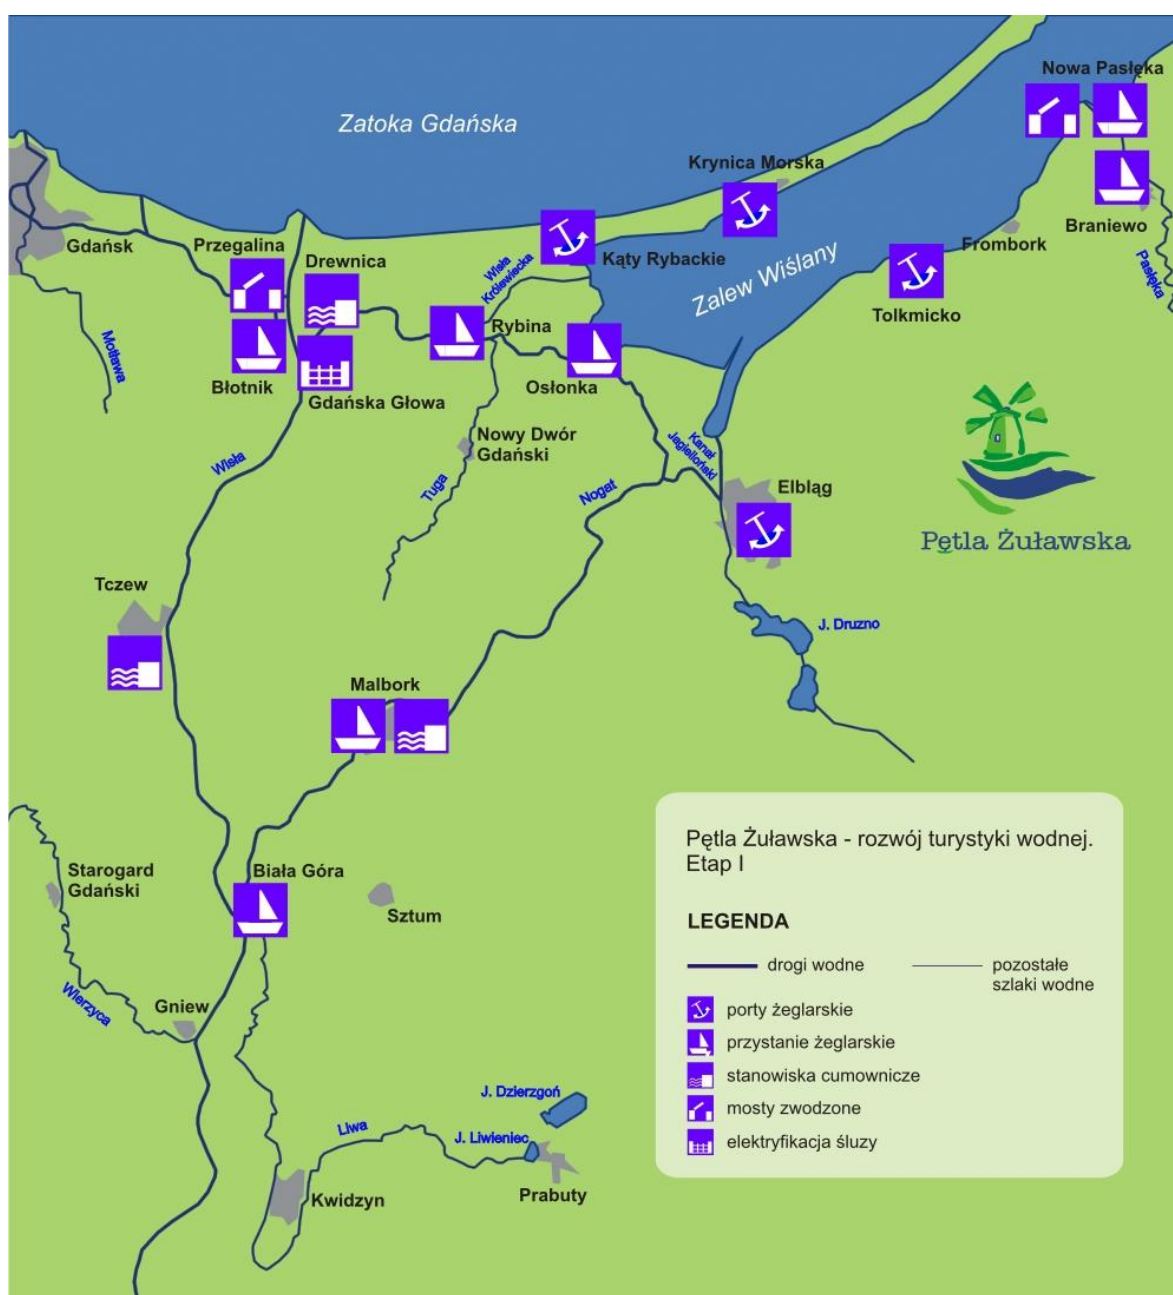 Nowa Pasłęka
Zatoka Gdańska
Krynica Morska
Braniewo
Gdańsk
Przegalina
Drewnica
Wisła
Królewiecka
Kąty Rybackie
Zalew Wiślany
Frombork
Pasłęka
Tolkmicko
Motława
Rybina
Błotnik
Gdańska Głowa
Osłonka
Nowy Dwór
Gdański
Kanał
Jagielloński
Wisła
Tuga
Nogat
Elbląg
Pętla Żuławska
Tczew
J. Druzno
Malbork
Starogard
Gdański
Biała Góra
Sztum
Wierzyca
Gniew
J. Dzierzgoń
Liwa
J. Liwieniec
Kwidzyn
Prabuty
Pętla Żuławska - rozwój turystyki wodnej.
Etap I
LEGENDA
drogi wodne
pozostałe
szlaki wodne
porty żeglarskie
przystanie żeglarskie
stanowiska cumownicze
mosty zwodzone
elektryfikacja śluzy